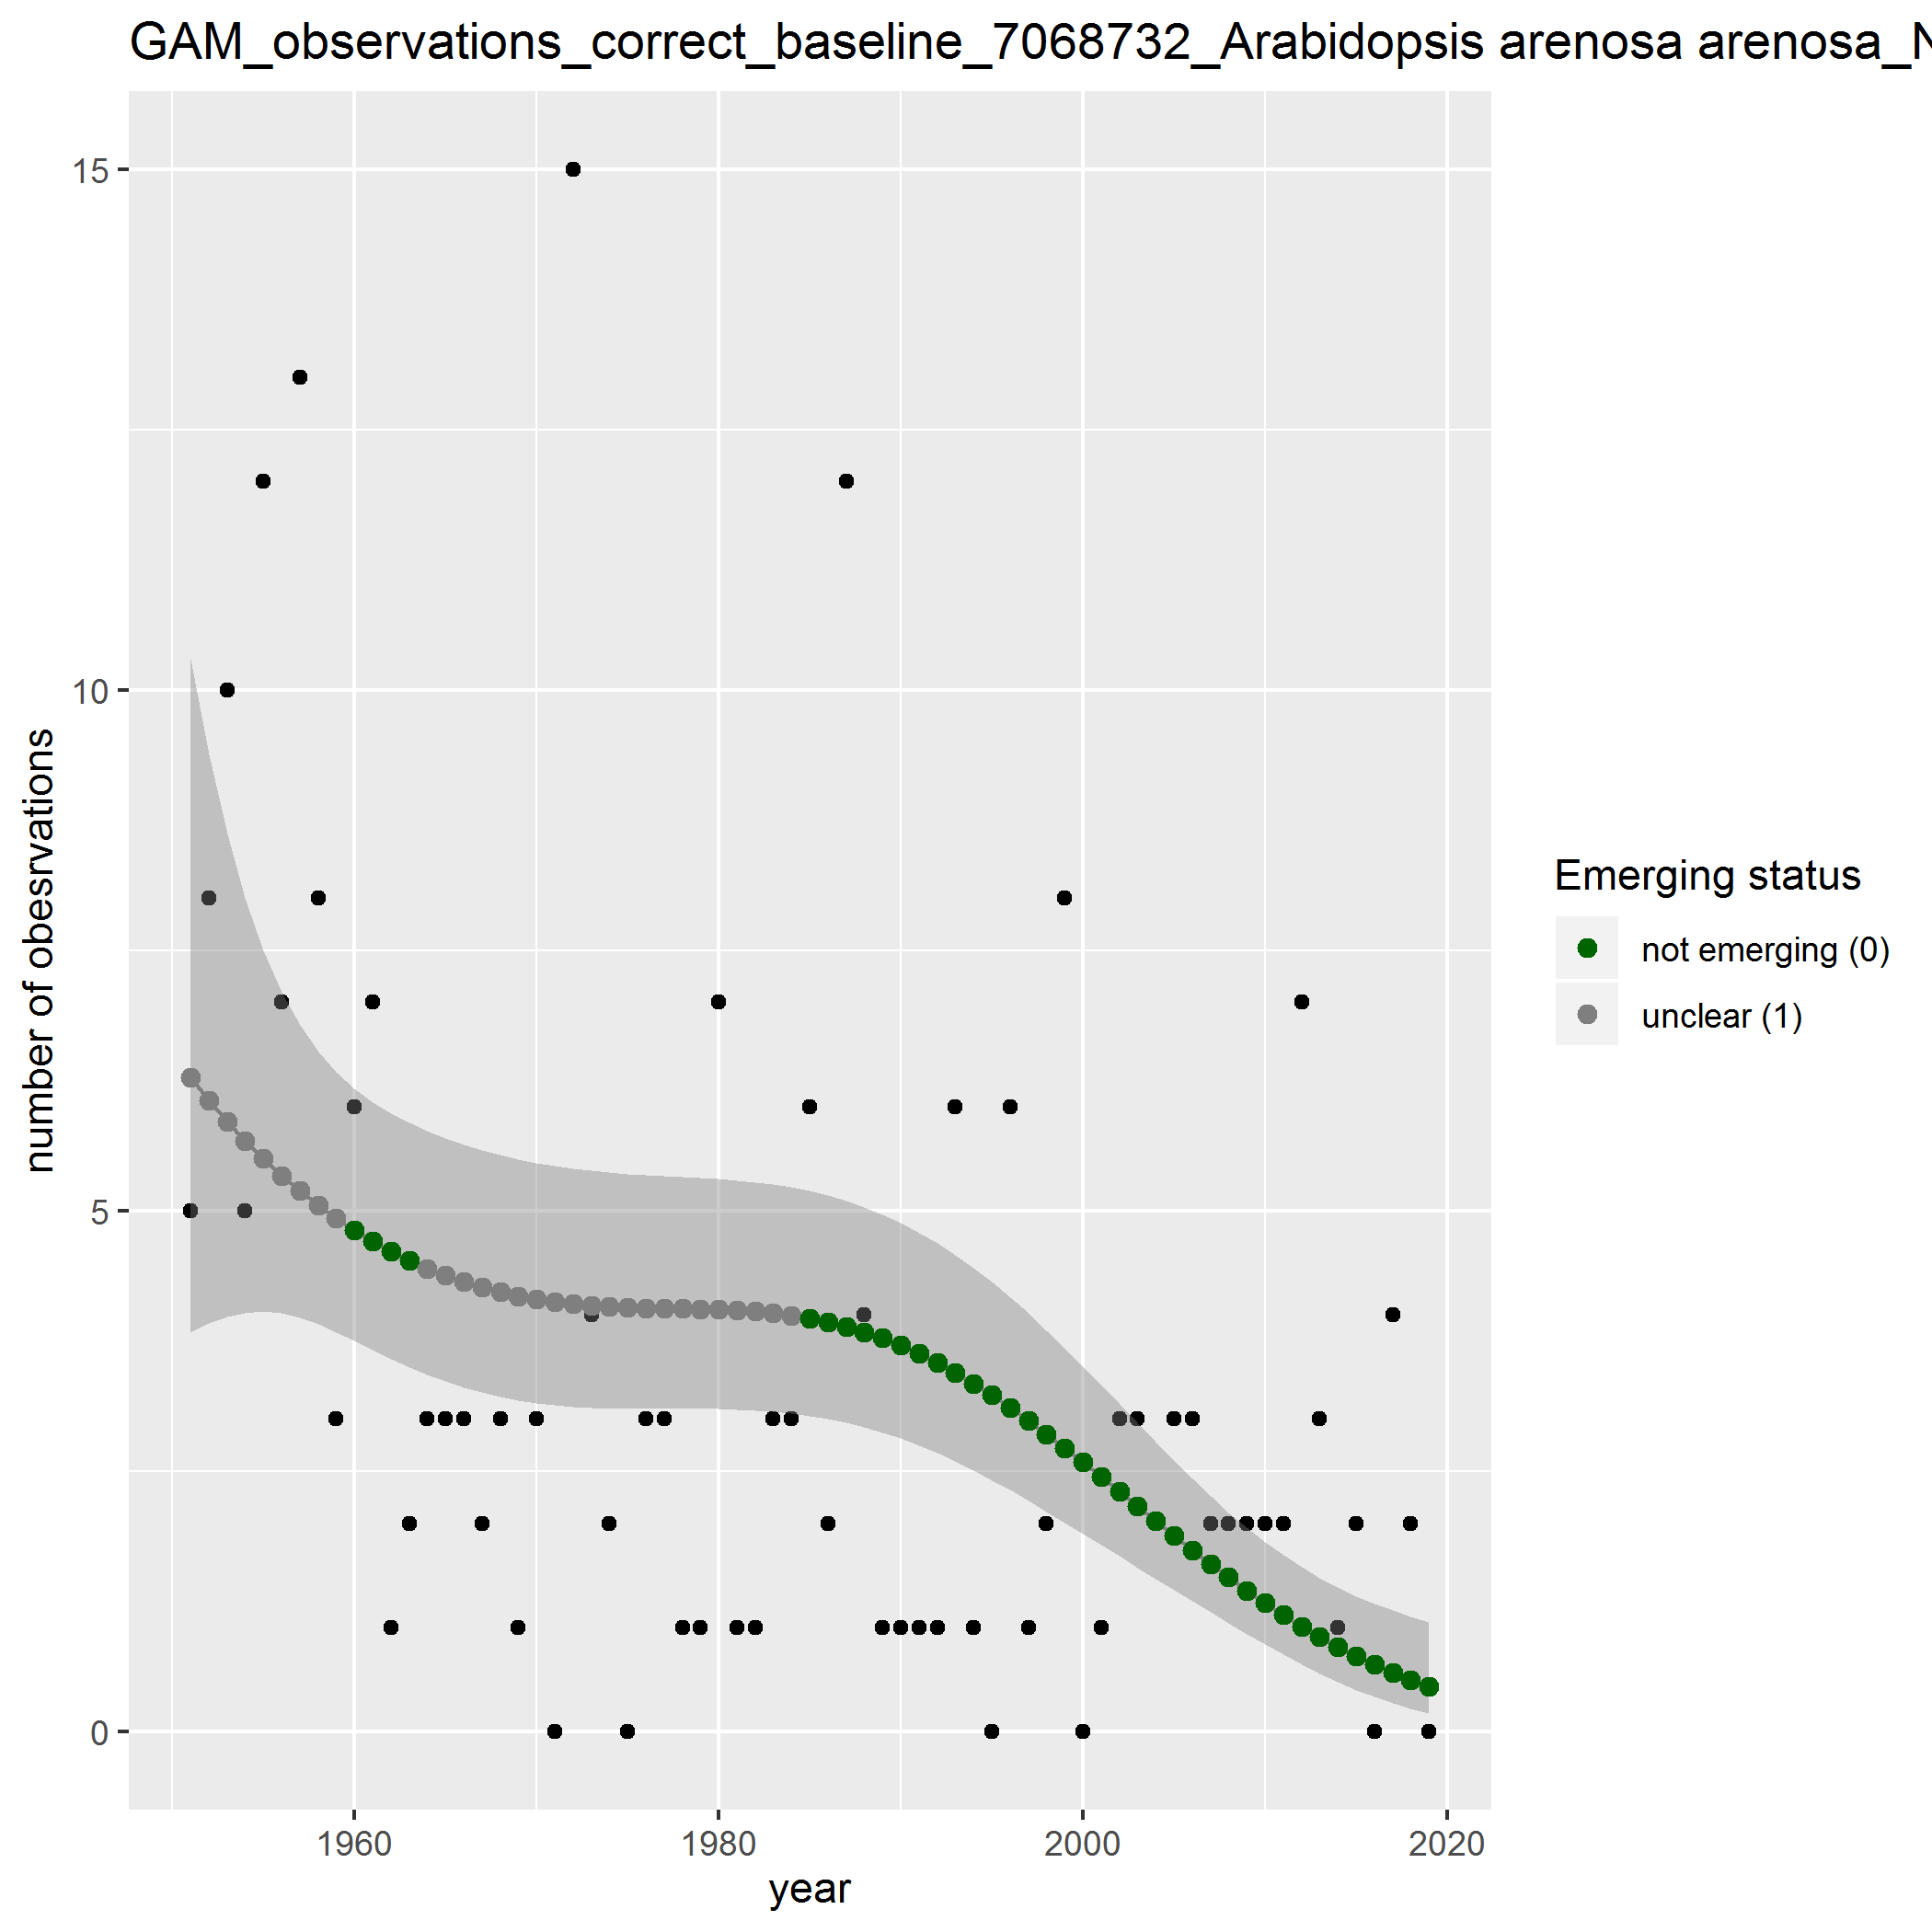 GAM_observations_correct_baseline_7068732_Arabidopsis arenosa arenosa_N
15
10
5
0
number of obesrvations
1960
1980
2000
2020
year
Emerging status
not emerging (0)
unclear (1)